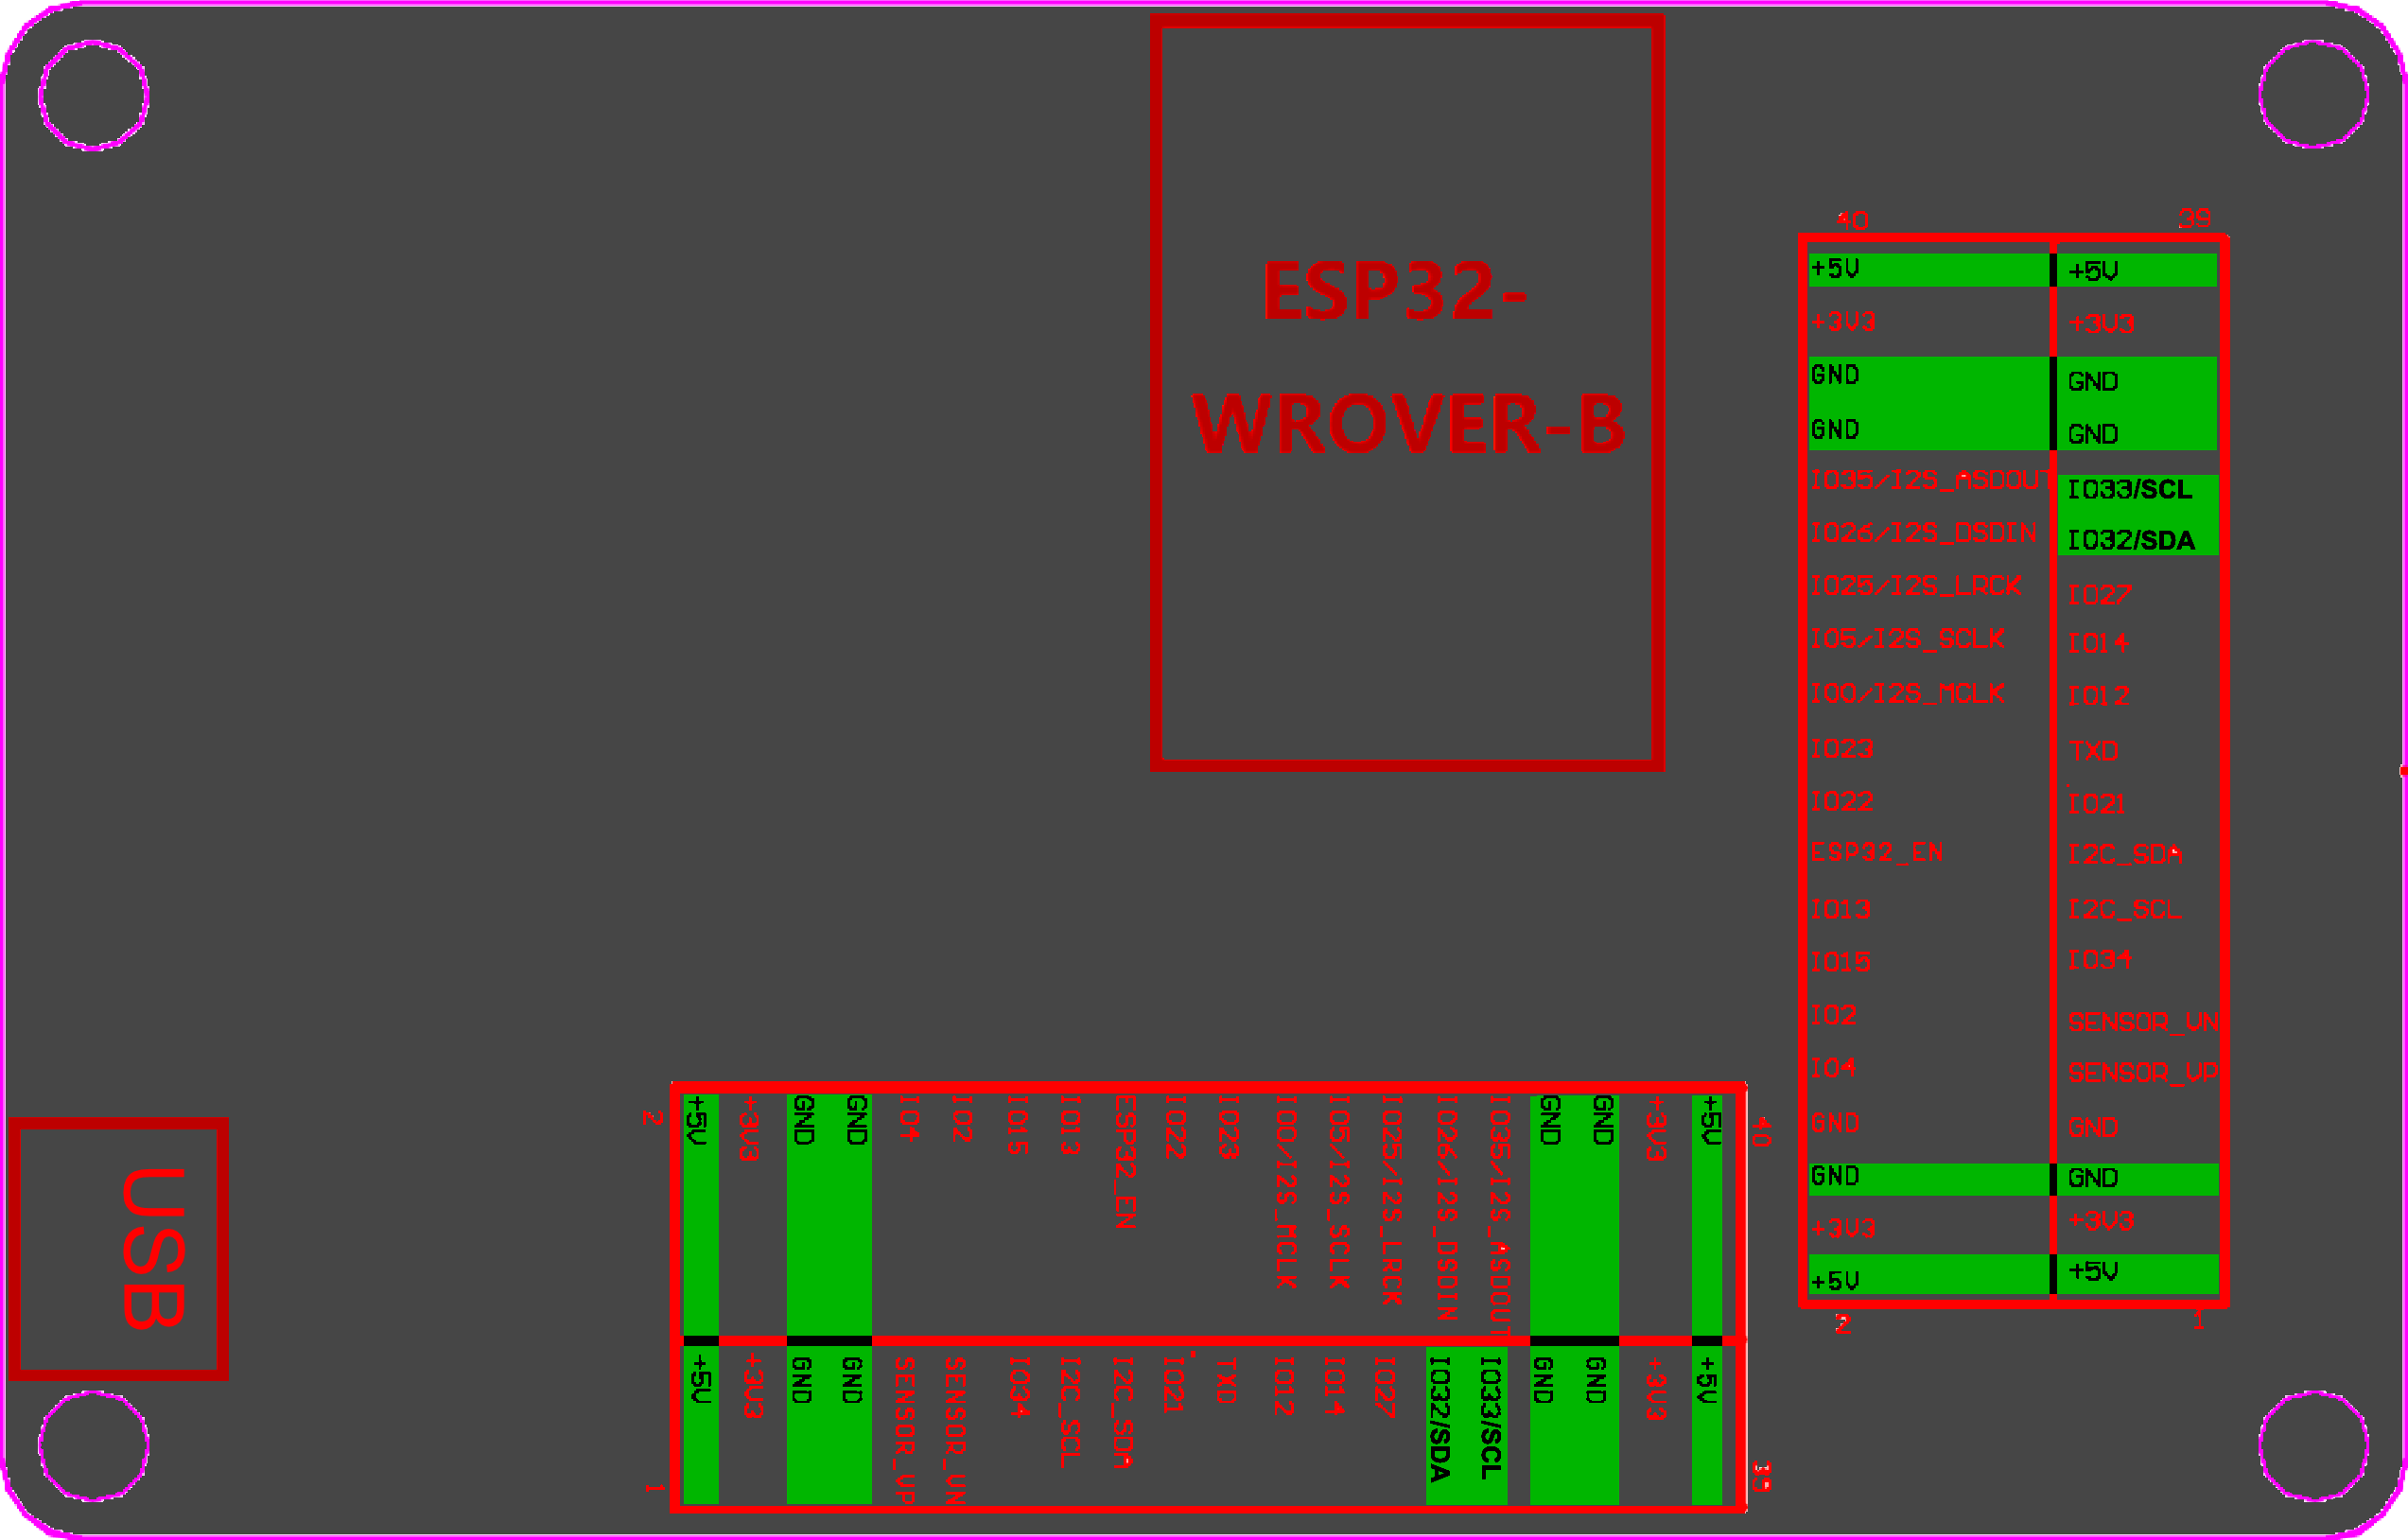 ESP32-
WROVER-B
40 39
+5V +5V
+3V3 +3V3
GND GND
GND GND
IO35/I2S_ASDOUT IO33/SCL
IO26/I2S_DSDIN IO32/SDA
IO25/I2S_LRCK IO27
IO5/I2S_SCLK IO14
IO0/I2S_MCLK IO12
IO23 TXD
IO22 IO21
ESP32_EN I2C_SDA
IO13 I2C_SCL
IO15 IO34
IO2 SENSOR_VN
IO4 SENSOR_VP
GND GND
GND GND
+3V3 +3V3
+5V +5V
2 1
USB
2
+5V
+3V3
GND
GND
IO4
IO2
IO15
IO13
ESP32_EN
IO22
IO23
IO0/I2S_MCLK
IO5/I2S_SCLK
IO25/I2S_LRCK
IO26/I2S_DSDIN
IO35/I2S_ASDOUT
GND
GND
+3V3
+5V
40
1
+5V
+3V3
GND
GND
SENSOR_VP
SENSOR_VN
IO34
I2C_SCL
I2C_SDA
IO21
TXD
IO12
IO14
IO27
IO32/SDA
IO33/SCL
GND
GND
+3V3
+5V
39